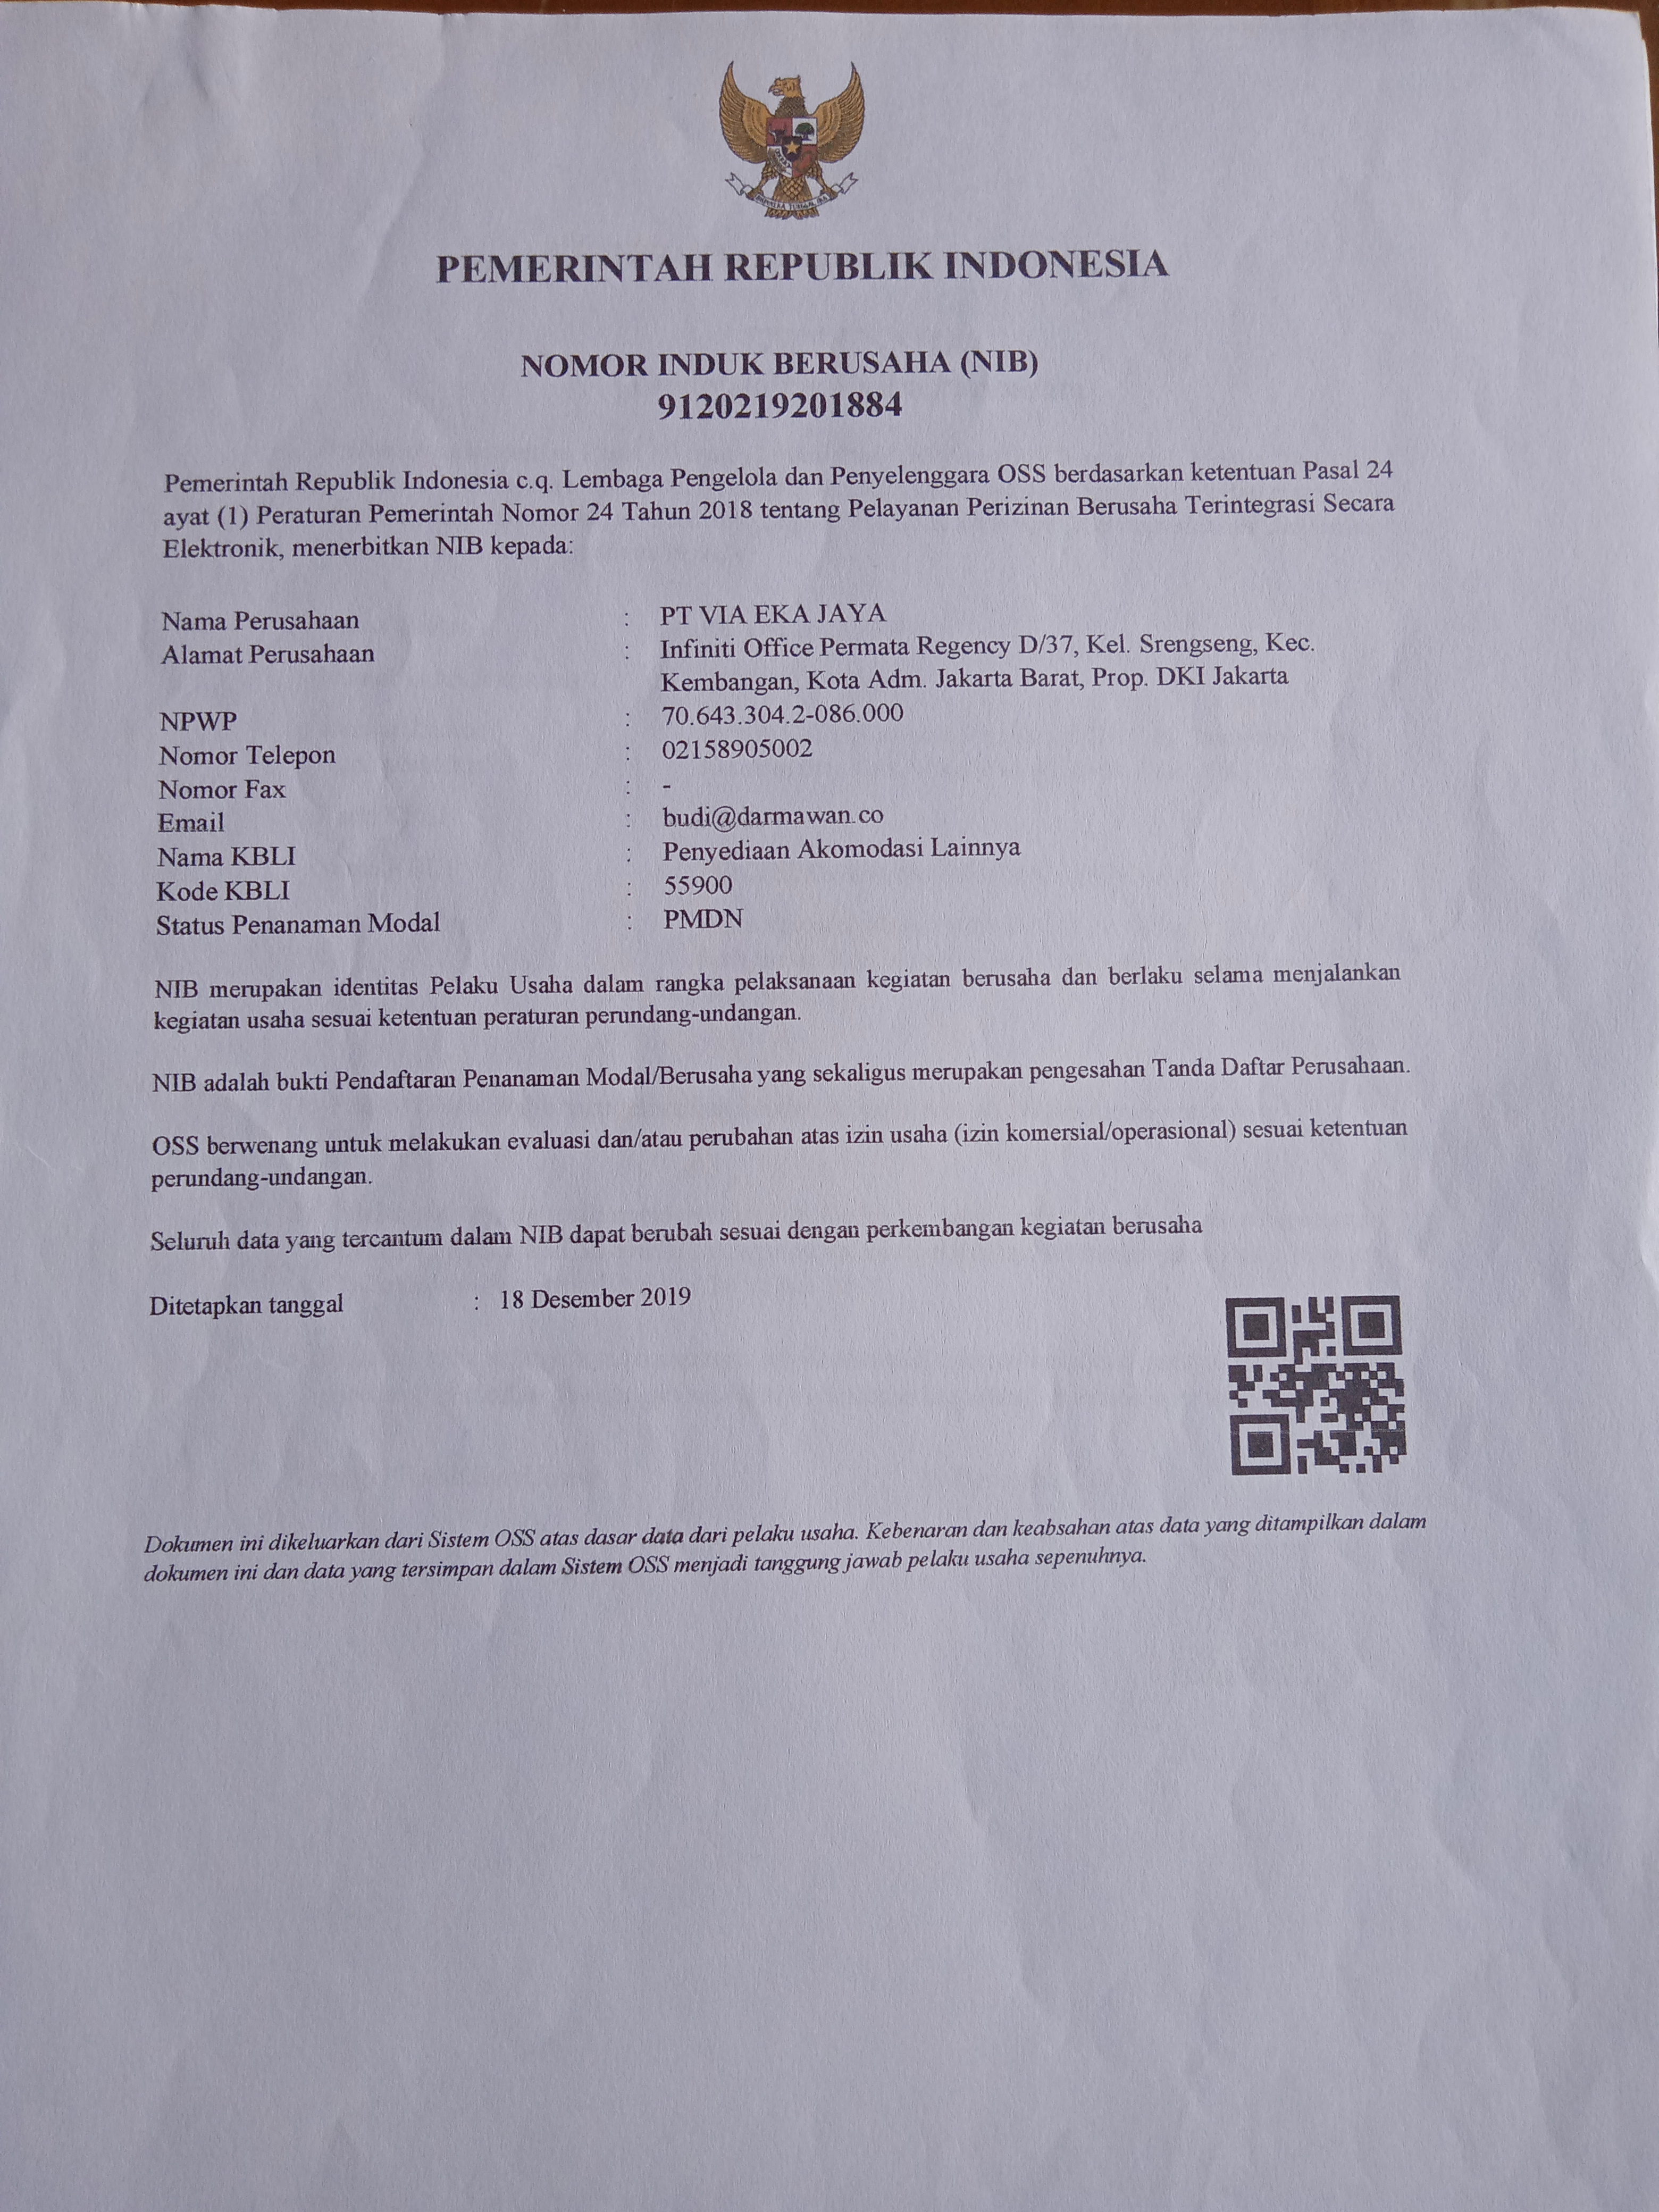 PEMERINTAH REPUBLIK INDONESIA
NOMOR INDUK BERUSAHA (NIB)
9120219201884
Pemerintah Republik Indonesia c.q. Lembaga Pengelola dan Penyelenggara OSS berdasarkan ketentuan Pasal 24
ayat (1) Peraturan Pemerintah Nomor 24 Tahun 2018 tentang Pelayanan Perizinan Berusaha Terintegrasi Secara
Elektronik, menerbitkan NIB kepada:
Nama Perusahaan : PT VIA EKA JAYA
Alamat Perusahaan : Infiniti Office Permata Regency D/37, Kel. Srengseng, Kec.
Kembangan, Kota Adm. Jakarta Barat, Prop. DKI Jakarta
NPWP : 70.643.304.2-086.000
Nomor Telepon : 02158905002
Nomor Fax : -
Email : budi@darmawan.co
Nama KBLI : Penyediaan Akomodasi Lainnya
Kode KBLI : 55900
Status Penanaman Modal : PMDN
NIB merupakan identitas Pelaku Usaha dalam rangka pelaksanaan kegiatan berusaha dan berlaku selama menjalankan
kegiatan usaha sesuai ketentuan peraturan perundang-undangan.
NIB adalah bukti Pendaftaran Penanaman Modal/Berusaha yang sekaligus merupakan pengesahan Tanda Daftar Perusahaan.
OSS berwenang untuk melakukan evaluasi dan/atau perubahan atas izin usaha (izin komersial/operasional) sesuai ketentuan
perundang-undangan.
Seluruh data yang tercantum dalam NIB dapat berubah sesuai dengan perkembangan kegiatan berusaha
Ditetapkan tanggal : 18 Desember 2019
Dokumen ini dikeluarkan dari Sistem OSS atas dasar data dari pelaku usaha. Kebenaran dan keabsahan atas data yang ditampilkan dalam
dokumen ini dan data yang tersimpan dalam Sistem OSS menjadi tanggung jawab pelaku usaha sepenuhnya.